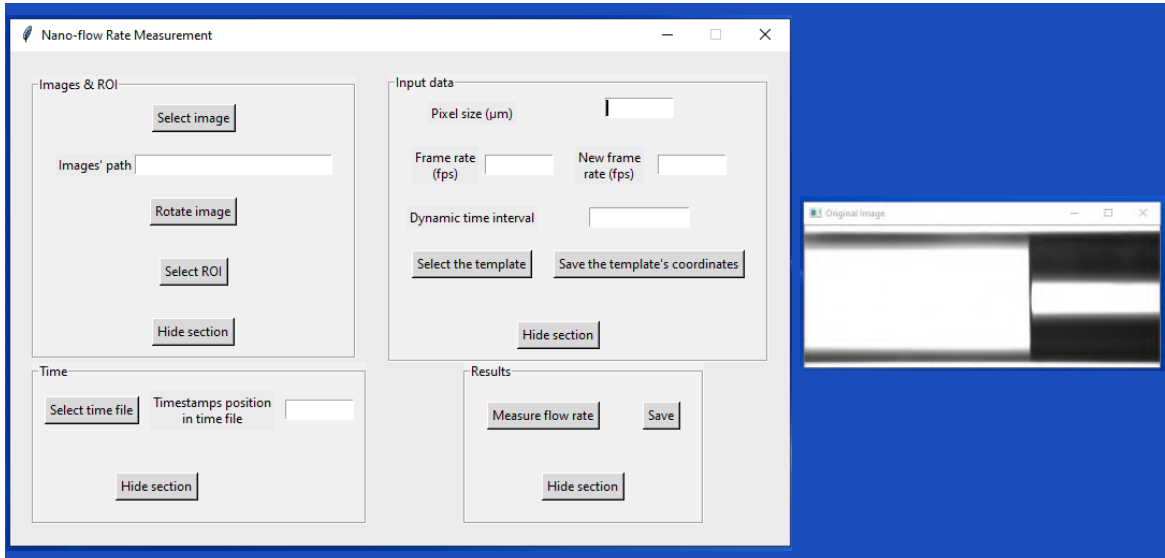 Nano-flow Rate Measurement
Images & ROI
Select image
Images' path
Rotate image
Select ROI
Hide section
Input data
Pixel size (µm)
Frame rate
(fps)
New frame
rate (fps)
Dynamic time interval
Select the template
Save the template's coordinates
Hide section
Time
Select time file
Timestamps position
in time file
Hide section
Results
Measure flow rate
Save
Hide section
Original Image